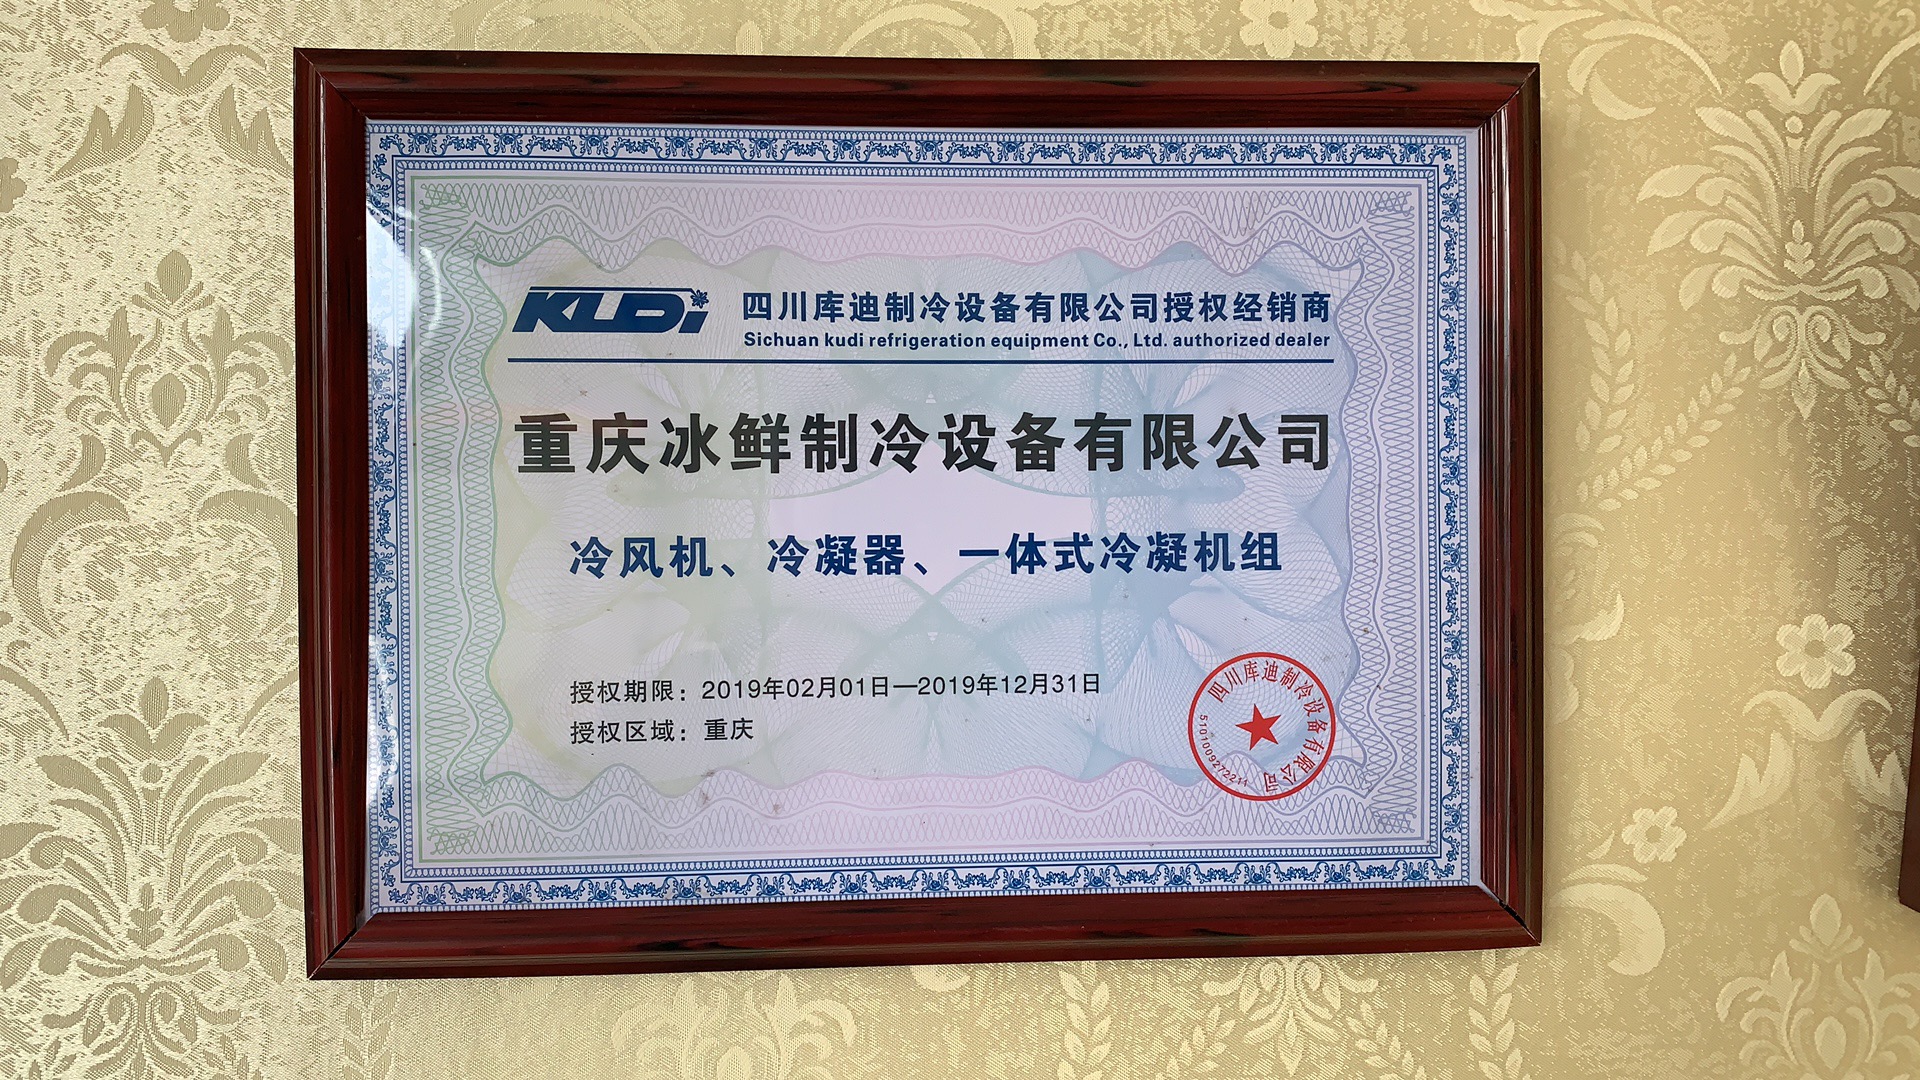 KUDi
四川库迪制冷设备有限公司授权经销商
Sichuan kudi refrigeration equipment Co., Ltd. authorized dealer
重庆冰鲜制冷设备有限公司
冷风机、冷凝器、一体式冷凝机组
授权期限：2019年02月01日—2019年12月31日
授权区域：重庆
四川库迪制冷设备有限公司
5101009272211